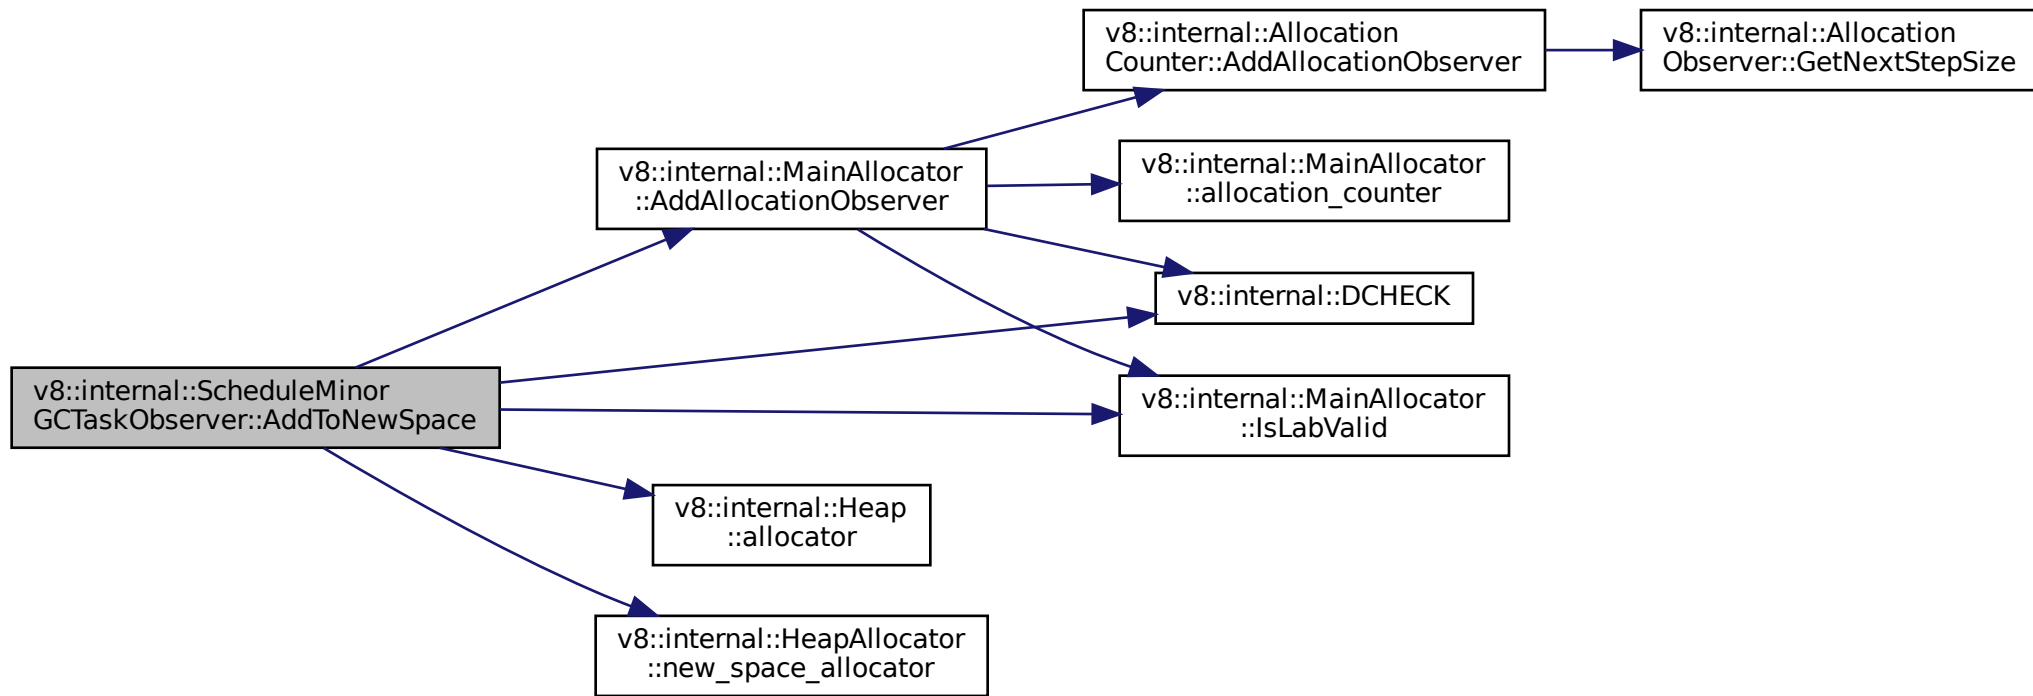 v8::internal::ScheduleMinor
GCTaskObserver::AddToNewSpace
v8::internal::MainAllocator
::AddAllocationObserver
v8::internal::Allocation
Counter::AddAllocationObserver
v8::internal::Allocation
Observer::GetNextStepSize
v8::internal::MainAllocator
::allocation_counter
v8::internal::DCHECK
v8::internal::MainAllocator
::IsLabValid
v8::internal::Heap
::allocator
v8::internal::HeapAllocator
::new_space_allocator